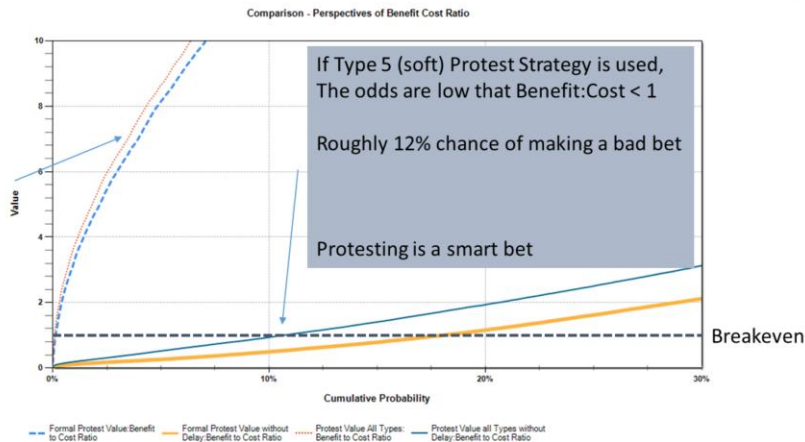 Comparison - Perspectives of Benefit Cost Ratio
10
8
6
4
2
0
Value
If Type 5 (soft) Protest Strategy is used,
The odds are low that Benefit:Cost < 1
Roughly 12% chance of making a bad bet
Protesting is a smart bet
Breakeven
0%
10%
20%
30%
Cumulative Probability
Formal Protest Value:Benefit
to Cost Ratio
Formal Protest Value without
Delay:Benefit to Cost Ratio
Protest Value All Types:
Benefit to Cost Ratio
Protest Value all Types without
Delay:Benefit to Cost Ratio